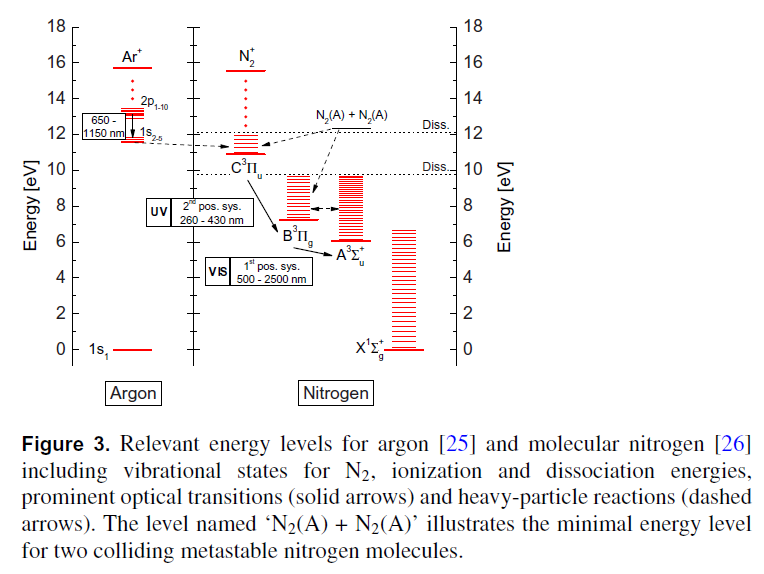 18
16
14
12
10
8
6
4
2
0
Energy [eV]
Ar⁺
2p₁₋₁₀
650 -
1150 nm
1s₂₋₅
1s₁
Argon
N₂⁺
N₂(A) + N₂(A)
Diss.
Diss.
C³Πᵤ
UV
2ⁿᵈ pos. sys.
260 - 430 nm
B³Π_g
A³Σᵤ⁺
VIS
1ˢᵗ pos. sys.
500 - 2500 nm
X¹Σ_g⁺
Nitrogen
18
16
14
12
10
8
6
4
2
0
Energy [eV]
Figure 3. Relevant energy levels for argon [25] and molecular nitrogen [26]
including vibrational states for N₂, ionization and dissociation energies,
prominent optical transitions (solid arrows) and heavy-particle reactions (dashed
arrows). The level named ‘N₂(A) + N₂(A)’ illustrates the minimal energy level
for two colliding metastable nitrogen molecules.